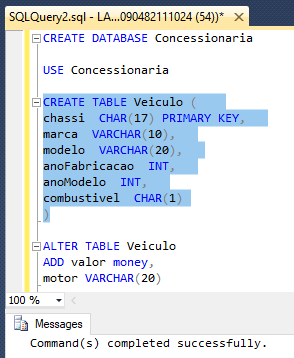 SQLQuery2.sql - LA...090482111024 (54))*
CREATE DATABASE Concessionaria
USE Concessionaria
CREATE TABLE Veiculo (
chassi CHAR(17) PRIMARY KEY,
marca VARCHAR(10),
modelo VARCHAR(20),
anoFabricacao INT,
anoModelo INT,
combustivel CHAR(1)
)
ALTER TABLE Veiculo
ADD valor money,
motor VARCHAR(20)
100 %
Messages
Command(s) completed successfully.